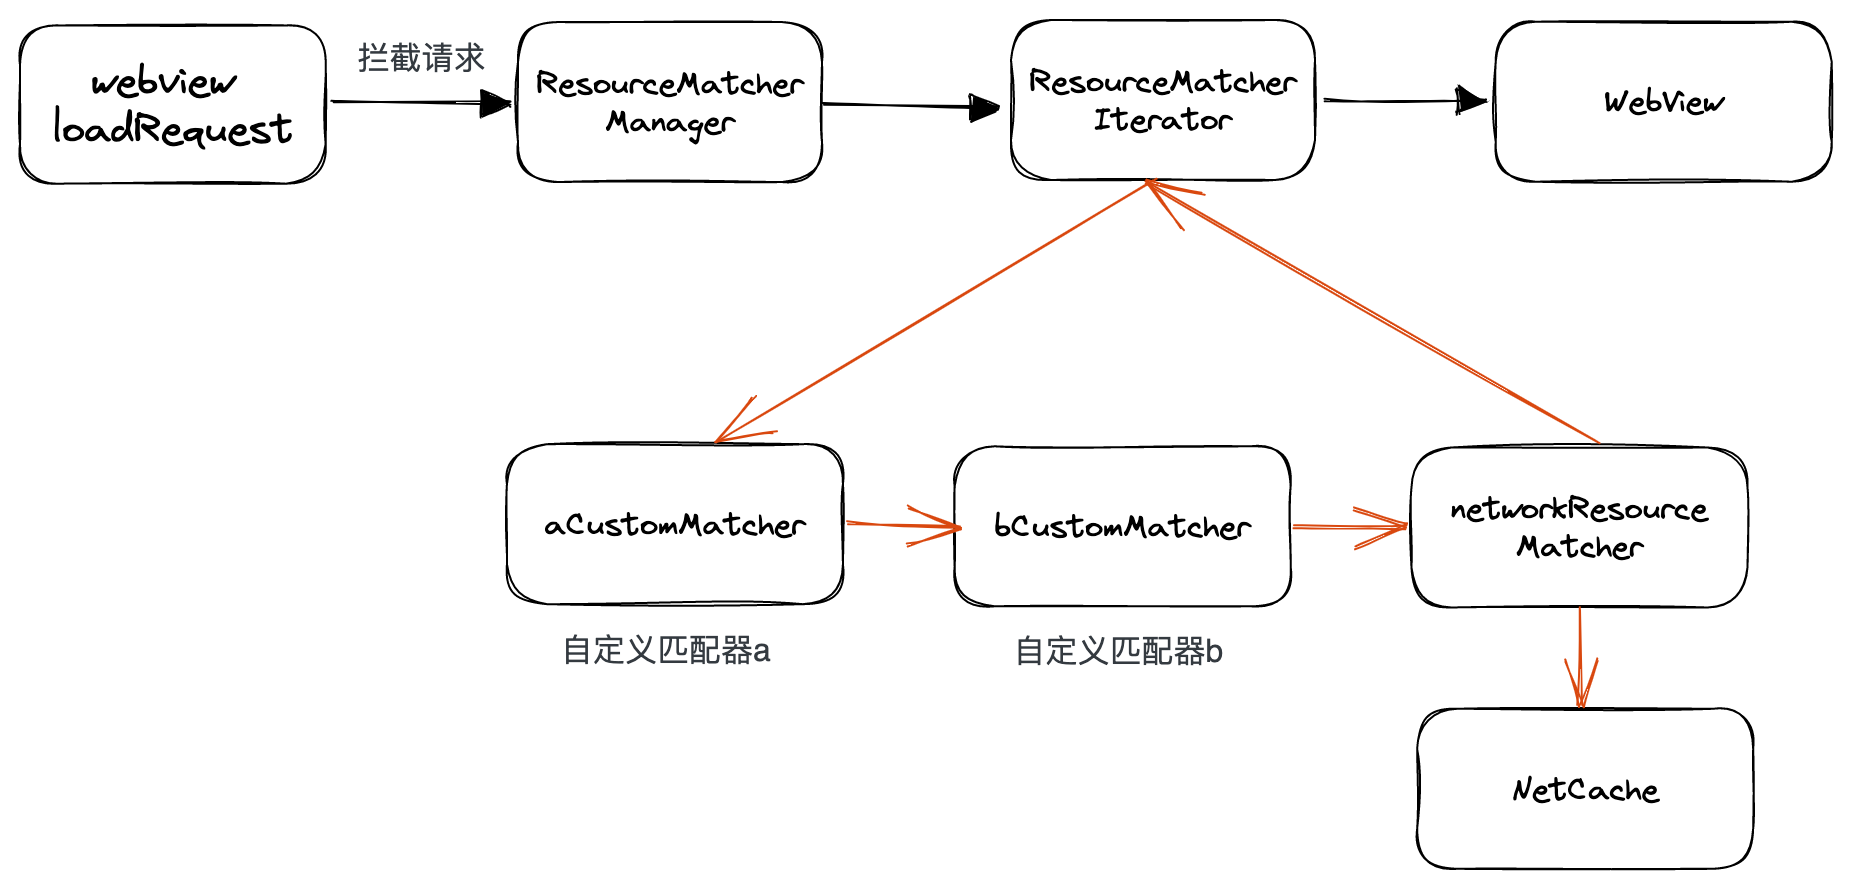 webview
loadRequest
拦截请求
ResourceMatcher
Manager
ResourceMatcher
Iterator
WebView
aCustomMatcher
bCustomMatcher
networkResource
Matcher
自定义匹配器a
自定义匹配器b
NetCache